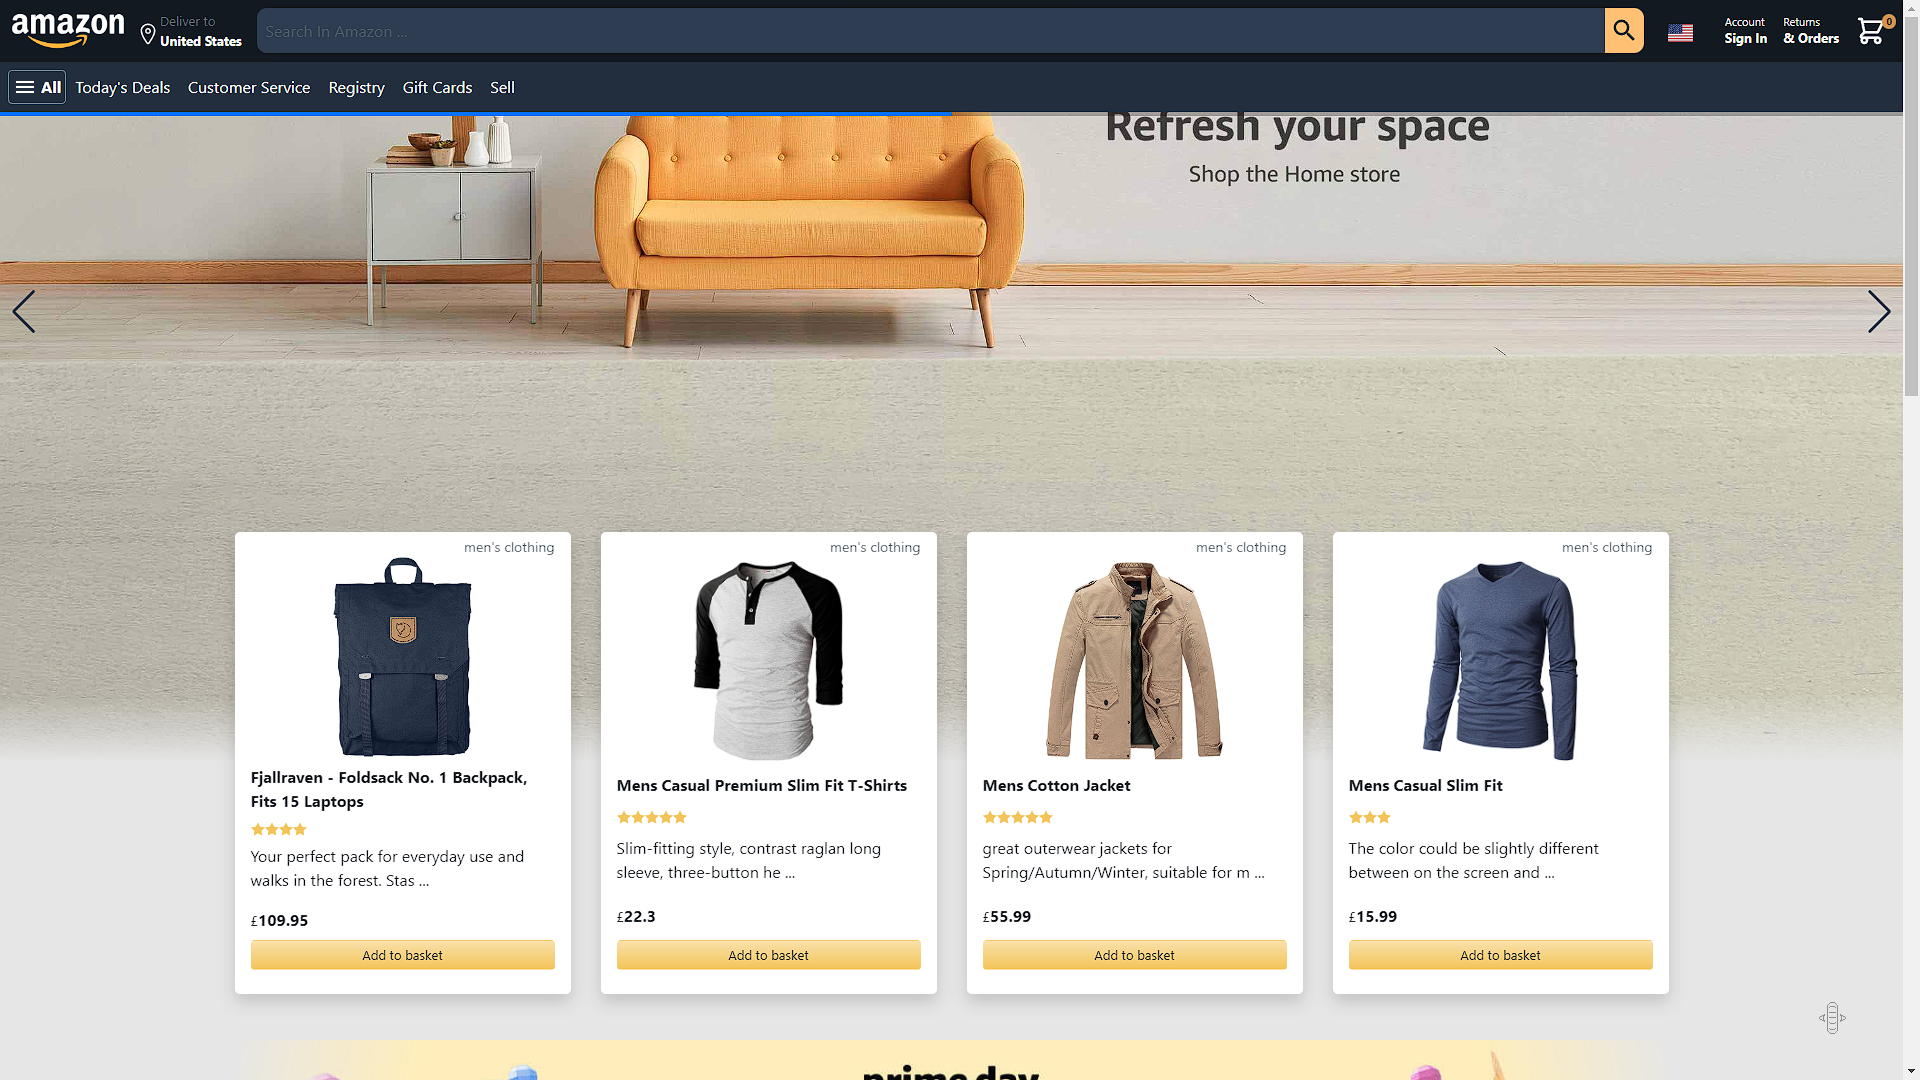 amazon
Deliver to
United States
Search In Amazon ...
Account
Sign In
Returns
& Orders
0
All
Today's Deals
Customer Service
Registry
Gift Cards
Sell
Refresh your space
Shop the Home store
men's clothing
Fjallraven - Foldsack No. 1 Backpack,
Fits 15 Laptops
Your perfect pack for everyday use and
walks in the forest. Stas ...
£109.95
Add to basket
men's clothing
Mens Casual Premium Slim Fit T-Shirts
Slim-fitting style, contrast raglan long
sleeve, three-button he ...
£22.3
Add to basket
men's clothing
Mens Cotton Jacket
great outerwear jackets for
Spring/Autumn/Winter, suitable for m ...
£55.99
Add to basket
men's clothing
Mens Casual Slim Fit
The color could be slightly different
between on the screen and ...
£15.99
Add to basket
prime day